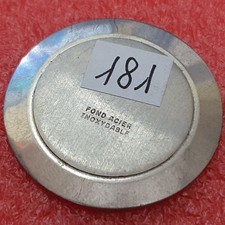 181
FOND ACIER
INOXYDABLE